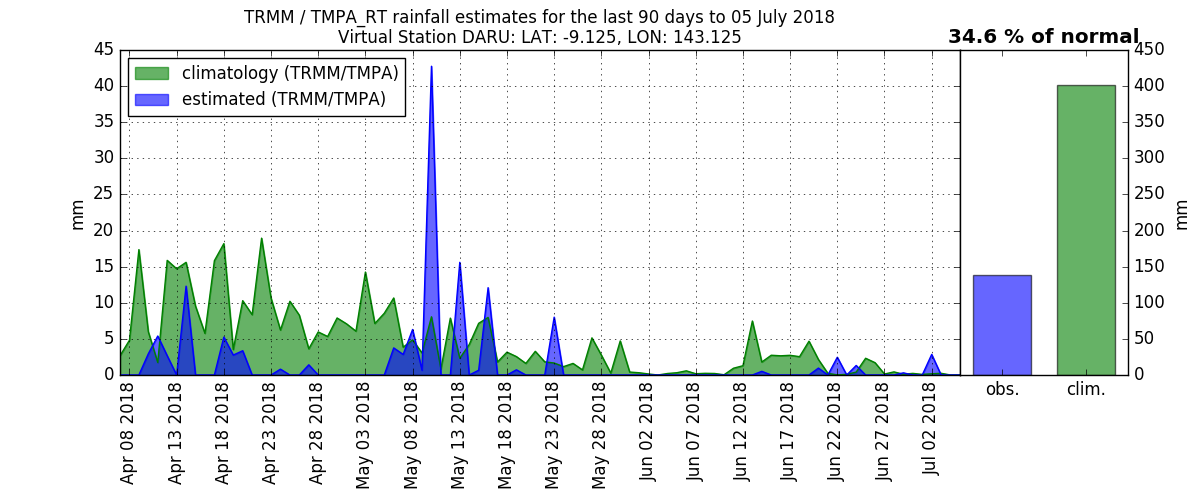 TRMM / TMPA_RT rainfall estimates for the last 90 days to 05 July 2018
Virtual Station DARU: LAT: -9.125, LON: 143.125
34.6 % of normal
climatology (TRMM/TMPA)
estimated (TRMM/TMPA)
45
40
35
30
25
20
15
10
5
0
mm
Apr 08 2018
Apr 13 2018
Apr 18 2018
Apr 23 2018
Apr 28 2018
May 03 2018
May 08 2018
May 13 2018
May 18 2018
May 23 2018
May 28 2018
Jun 02 2018
Jun 07 2018
Jun 12 2018
Jun 17 2018
Jun 22 2018
Jun 27 2018
Jul 02 2018
450
400
350
300
250
200
150
100
50
0
mm
obs.
clim.